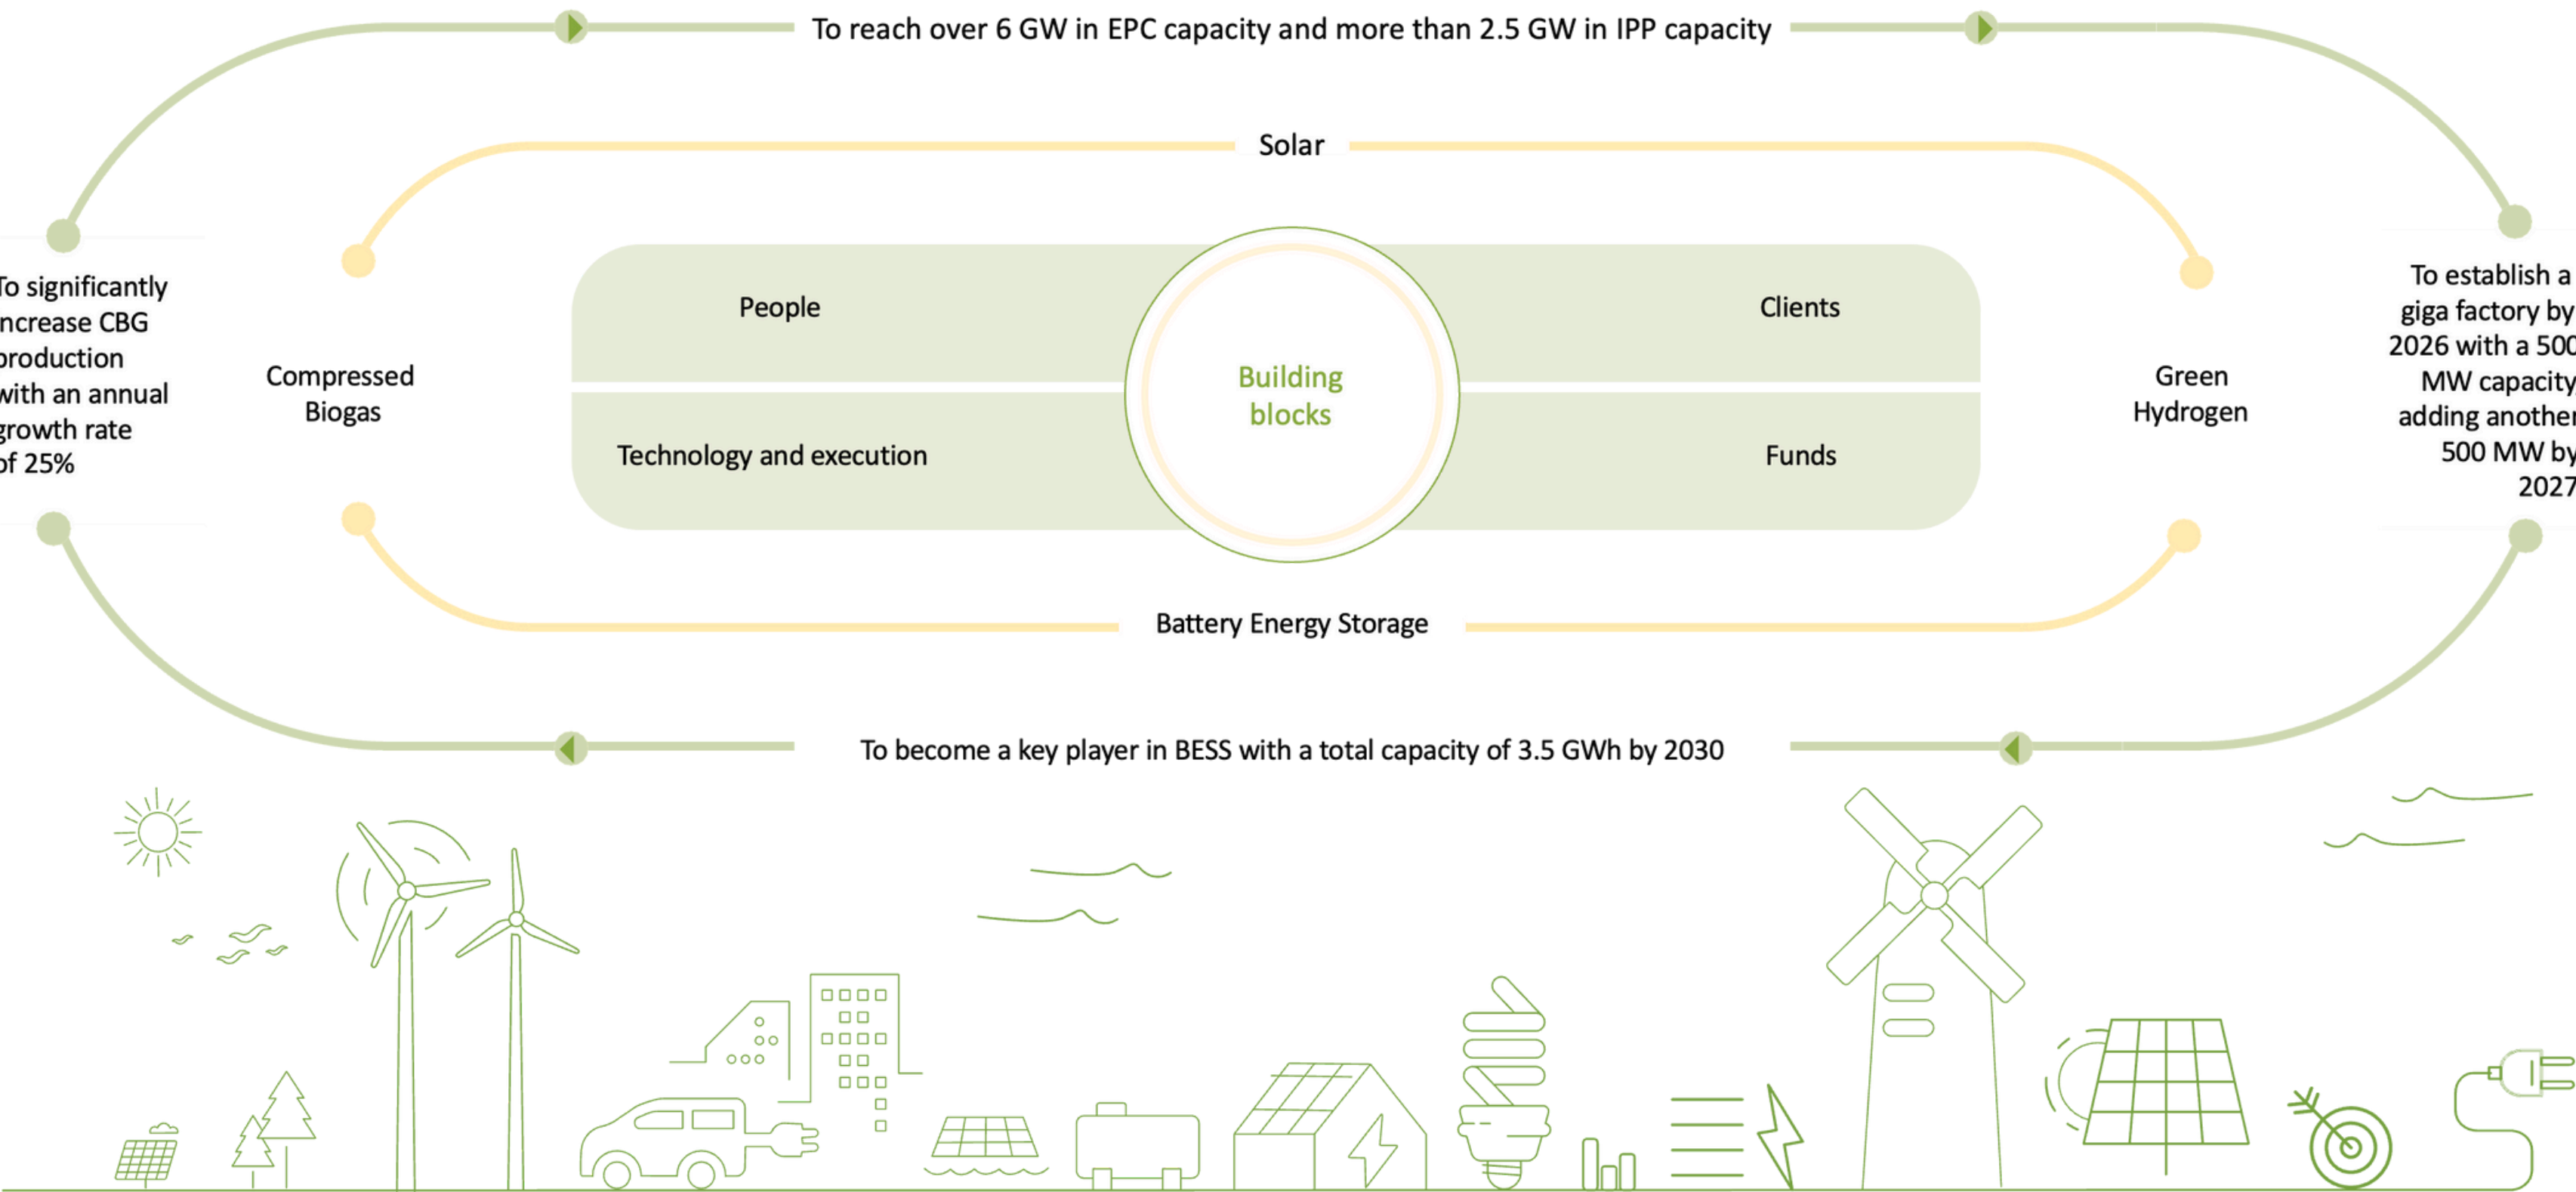 To reach over 6 GW in EPC capacity and more than 2.5 GW in IPP capacity
Solar
To significantly
increase CBG
production
with an annual
growth rate
of 25%
Compressed
Biogas
People
Technology and execution
Building
blocks
Clients
Funds
Green
Hydrogen
To establish a
giga factory by
2026 with a 500
MW capacity,
adding another
500 MW by
2027
Battery Energy Storage
To become a key player in BESS with a total capacity of 3.5 GWh by 2030